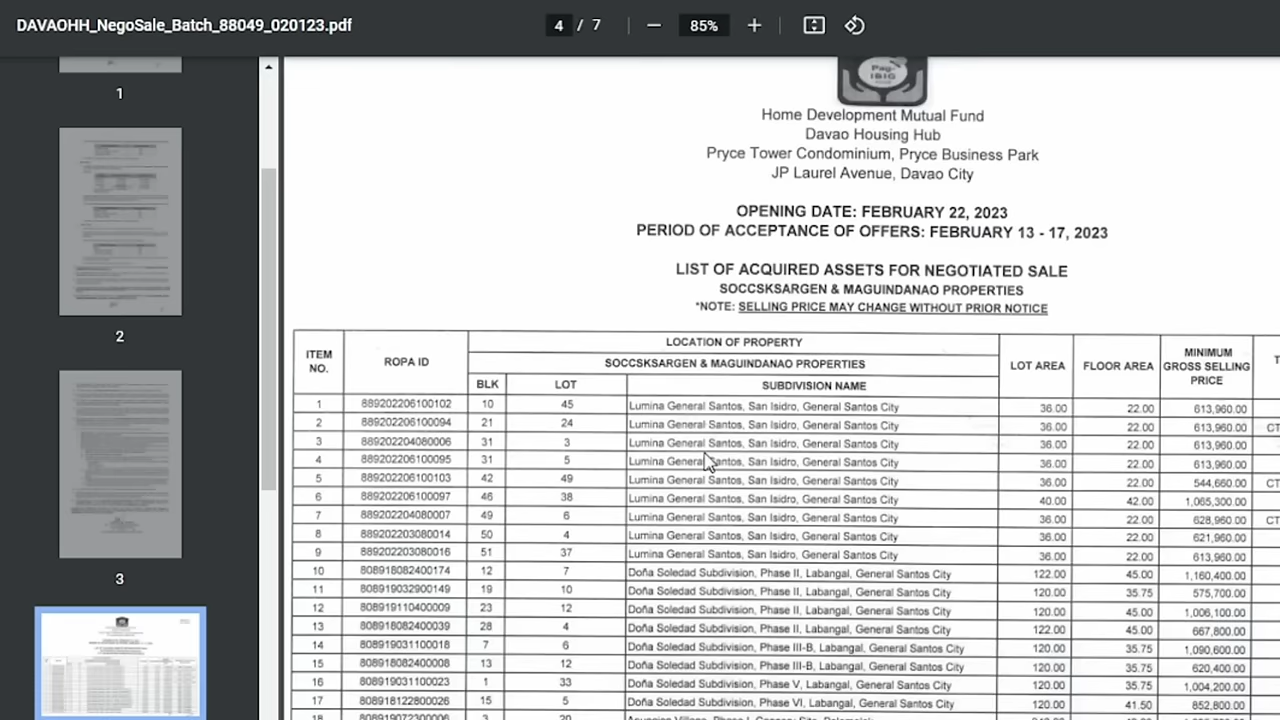 DAVAOHH_NegoSale_Batch_88049_020123.pdf
4 / 7
85%
1
2
3
Pag-IBIG
Home Development Mutual Fund
Davao Housing Hub
Pryce Tower Condominium, Pryce Business Park
JP Laurel Avenue, Davao City
OPENING DATE: FEBRUARY 22, 2023
PERIOD OF ACCEPTANCE OF OFFERS: FEBRUARY 13 - 17, 2023
LIST OF ACQUIRED ASSETS FOR NEGOTIATED SALE
SOCCSKSARGEN & MAGUINDANAO PROPERTIES
*NOTE: SELLING PRICE MAY CHANGE WITHOUT PRIOR NOTICE
ITEM NO. ROPA ID LOCATION OF PROPERTY LOT AREA FLOOR AREA MINIMUM GROSS SELLING PRICE
SOCCSKSARGEN & MAGUINDANAO PROPERTIES
BLK LOT SUBDIVISION NAME
1 889202206100102 10 45 Lumina General Santos, San Isidro, General Santos City 36.00 22.00 613,960.00
2 889202206100094 21 24 Lumina General Santos, San Isidro, General Santos City 36.00 22.00 613,960.00 CT
3 889202204080006 31 3 Lumina General Santos, San Isidro, General Santos City 36.00 22.00 613,960.00
4 889202206100095 31 5 Lumina General Santos, San Isidro, General Santos City 36.00 22.00 613,960.00
5 889202206100103 42 49 Lumina General Santos, San Isidro, General Santos City 36.00 22.00 544,660.00 CT
6 889202206100097 46 38 Lumina General Santos, San Isidro, General Santos City 40.00 42.00 1,065,300.00
7 889202204080007 49 6 Lumina General Santos, San Isidro, General Santos City 36.00 22.00 628,960.00 CT
8 889202203080014 50 4 Lumina General Santos, San Isidro, General Santos City 36.00 22.00 621,960.00
9 889202203080016 51 37 Lumina General Santos, San Isidro, General Santos City 36.00 22.00 613,960.00
10 808918082400174 12 7 Doña Soledad Subdivision, Phase II, Labangal, General Santos City 122.00 45.00 1,160,400.00
11 808919032900149 19 10 Doña Soledad Subdivision, Phase II, Labangal, General Santos City 120.00 35.75 575,700.00
12 808919110400009 23 12 Doña Soledad Subdivision, Phase II, Labangal, General Santos City 120.00 45.00 1,006,100.00
13 808918082400039 28 4 Doña Soledad Subdivision, Phase II, Labangal, General Santos City 122.00 45.00 667,800.00
14 808919031100018 7 6 Doña Soledad Subdivision, Phase III-B, Labangal, General Santos City 120.00 35.75 1,090,600.00
15 808918082400008 13 12 Doña Soledad Subdivision, Phase III-B, Labangal, General Santos City 120.00 35.75 620,400.00
16 808919031100023 1 33 Doña Soledad Subdivision, Phase V, Labangal, General Santos City 120.00 35.75 1,004,200.00
17 808918122800026 15 5 Doña Soledad Subdivision, Phase VI, Labangal, General Santos City 120.00 41.50 852,800.00
18 808919072300006 3 20